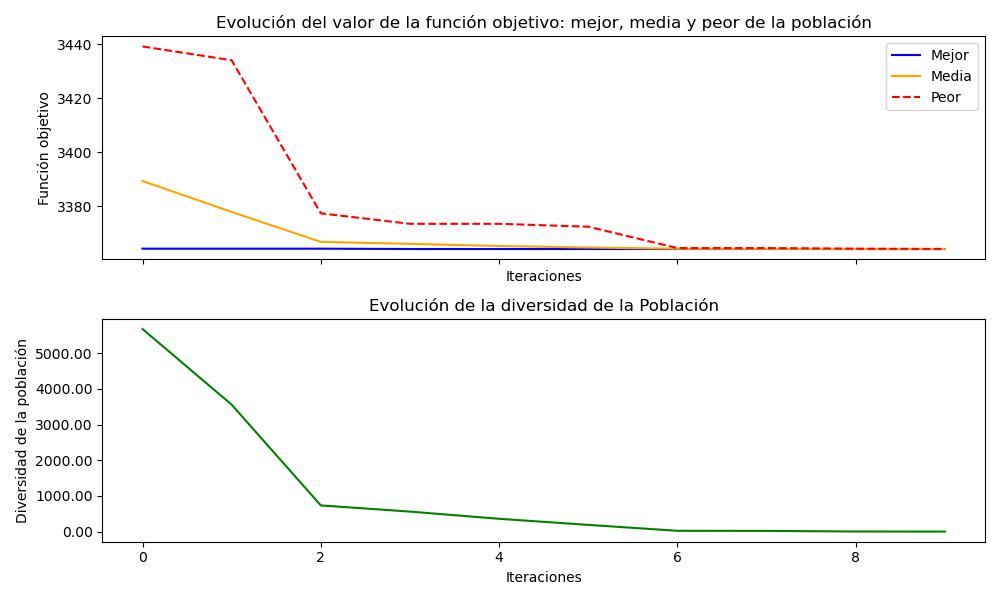 Evolución del valor de la función objetivo: mejor, media y peor de la población
3440
3420
3400
3380
Función objetivo
Mejor
Media
Peor
Iteraciones
Evolución de la diversidad de la Población
5000.00
4000.00
3000.00
2000.00
1000.00
0.00
Diversidad de la población
0 2 4 6 8
Iteraciones